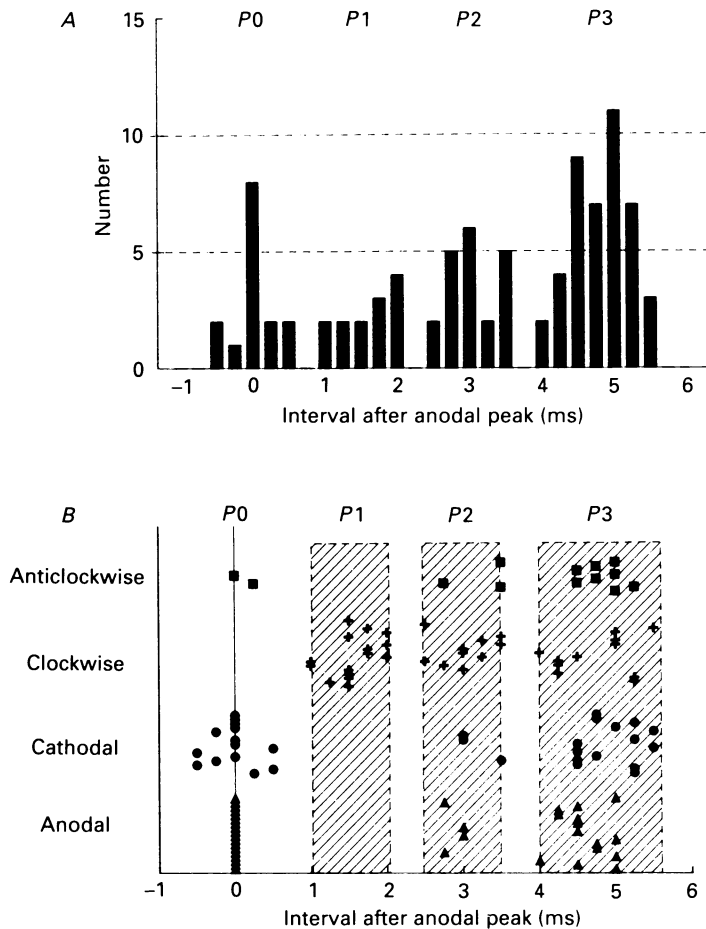 A P0 P1 P2 P3
15
10
5
0
Number
−1 0 1 2 3 4 5 6
Interval after anodal peak (ms)
B P0 P1 P2 P3
Anticlockwise
Clockwise
Cathodal
Anodal
−1 0 1 2 3 4 5 6
Interval after anodal peak (ms)